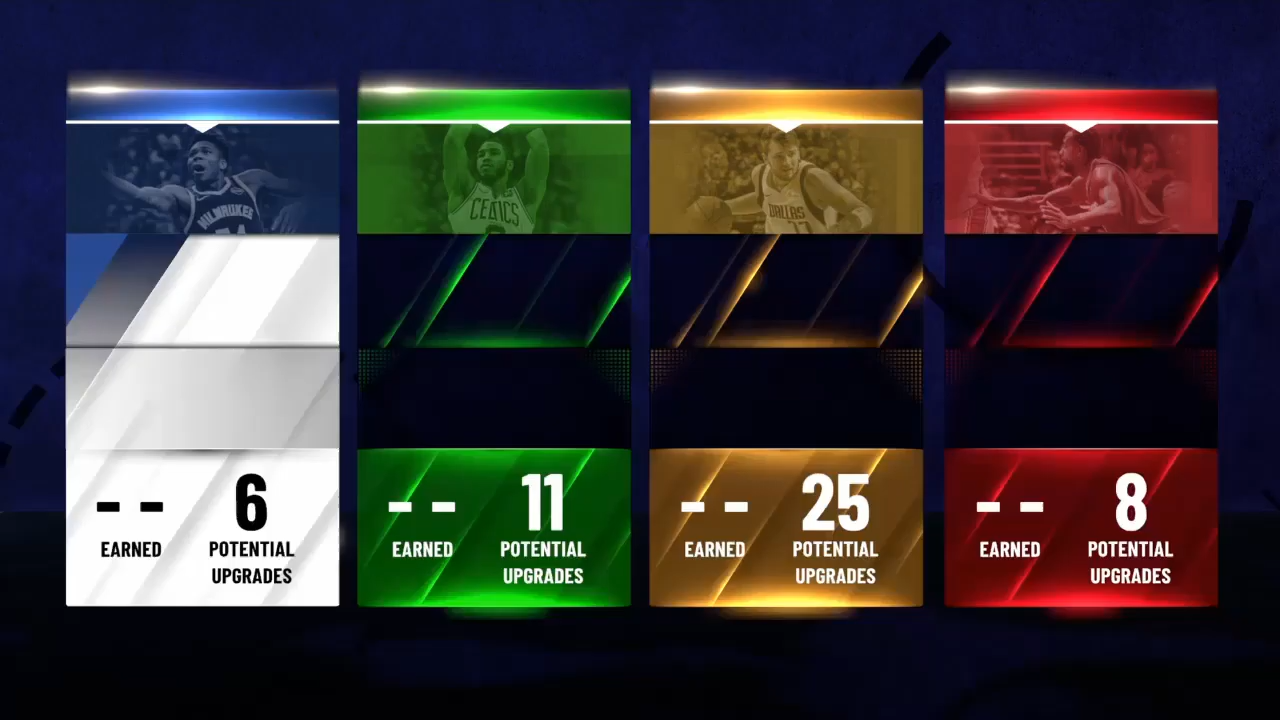 MILWAUKEE
CELTICS
DALLAS
-- 6
EARNED POTENTIAL
UPGRADES
-- 11
EARNED POTENTIAL
UPGRADES
-- 25
EARNED POTENTIAL
UPGRADES
-- 8
EARNED POTENTIAL
UPGRADES